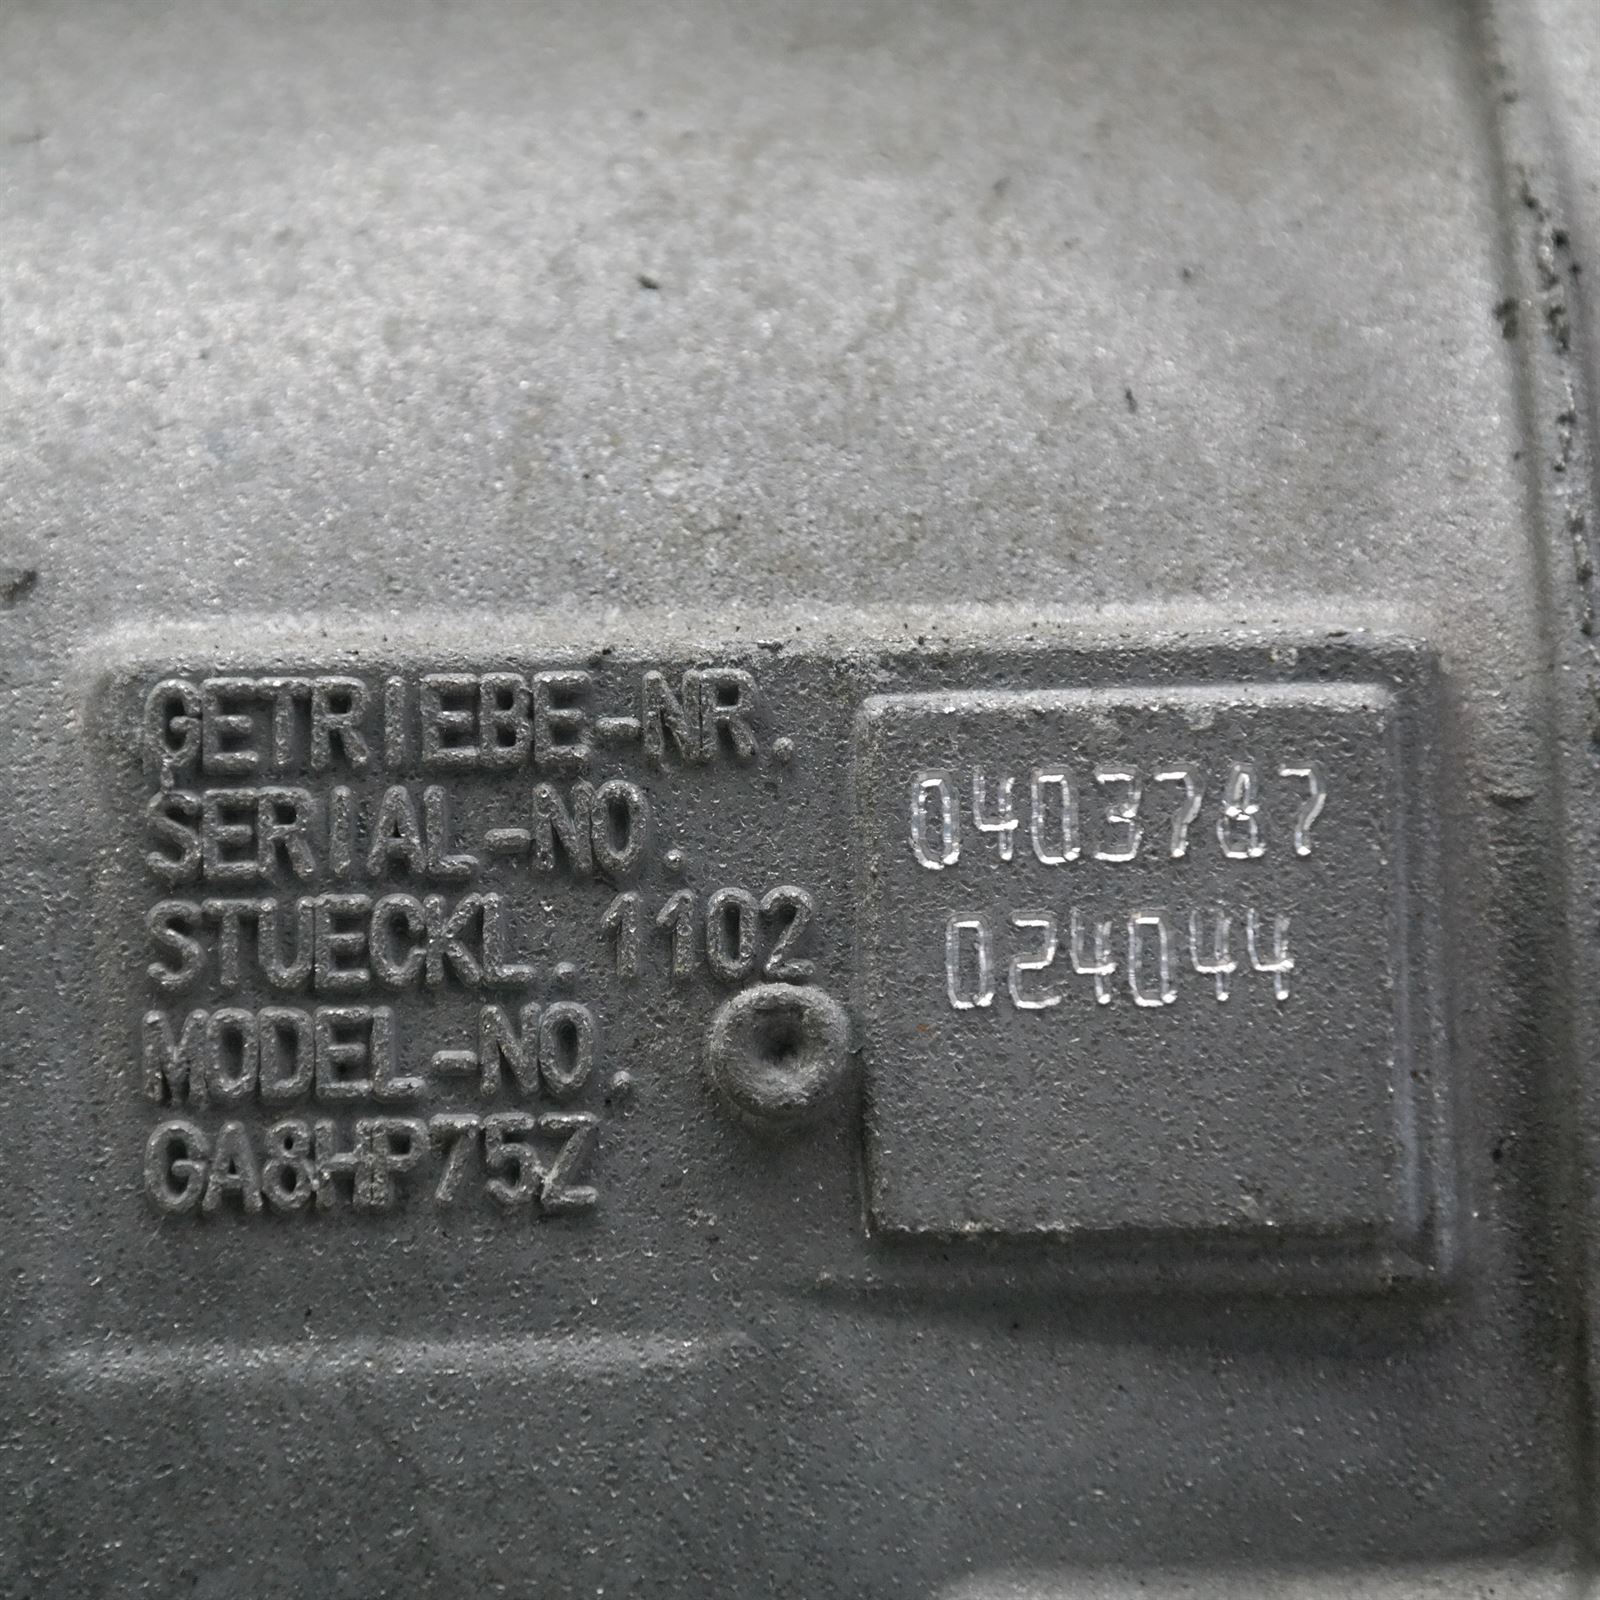 GETRIEBE-NR.
SERIAL-NO.
0403787
STUECKL. 1102
024044
MODEL-NO.
GA8HP75Z